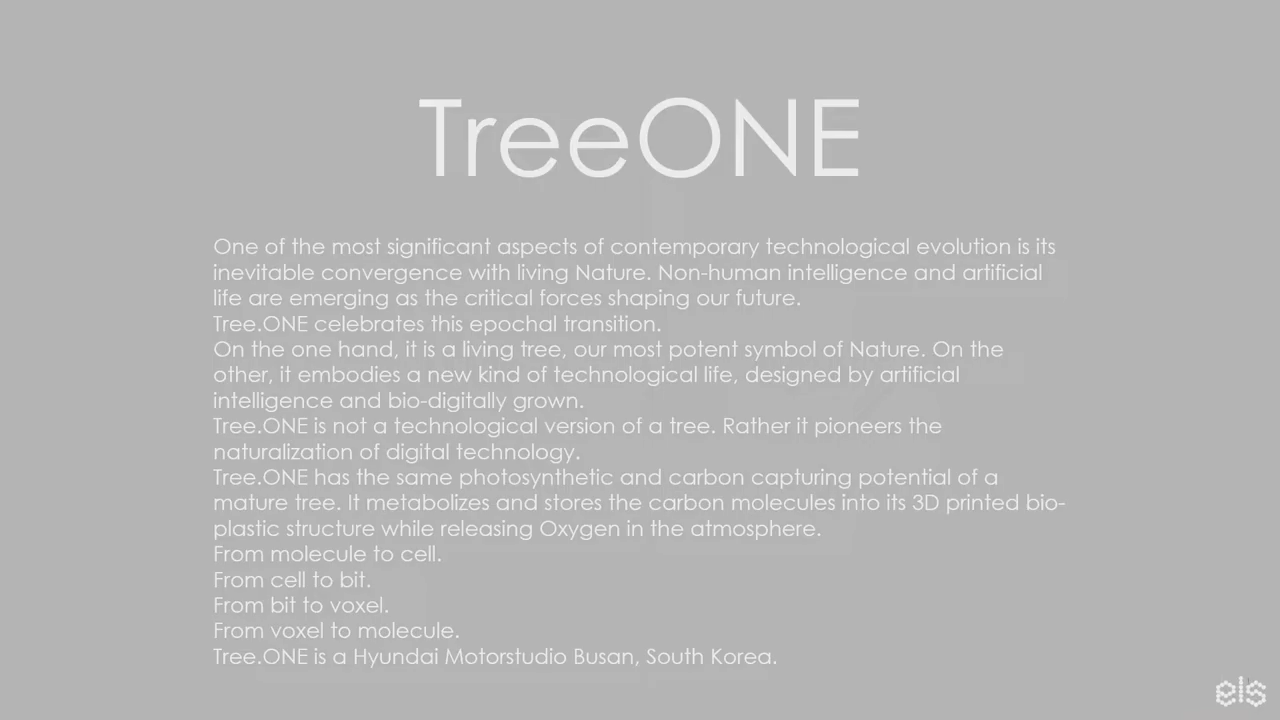 TreeONE
One of the most significant aspects of contemporary technological evolution is its
inevitable convergence with living Nature. Non-human intelligence and artificial
life are emerging as the critical forces shaping our future.
Tree.ONE celebrates this epochal transition.
On the one hand, it is a living tree, our most potent symbol of Nature. On the
other, it embodies a new kind of technological life, designed by artificial
intelligence and bio-digitally grown.
Tree.ONE is not a technological version of a tree. Rather it pioneers the
naturalization of digital technology.
Tree.ONE has the same photosynthetic and carbon capturing potential of a
mature tree. It metabolizes and stores the carbon molecules into its 3D printed bio-
plastic structure while releasing Oxygen in the atmosphere.
From molecule to cell.
From cell to bit.
From bit to voxel.
From voxel to molecule.
Tree.ONE is a Hyundai Motorstudio Busan, South Korea.
els